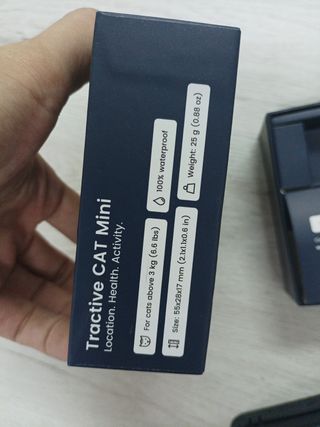 Tractive CAT Mini
Location. Health. Activity.
For cats above 3 kg (6.6 lbs)
100% waterproof
Size: 55x28x17 mm (2.1x1.1x0.6 in)
Weight: 25 g (0.88 oz)